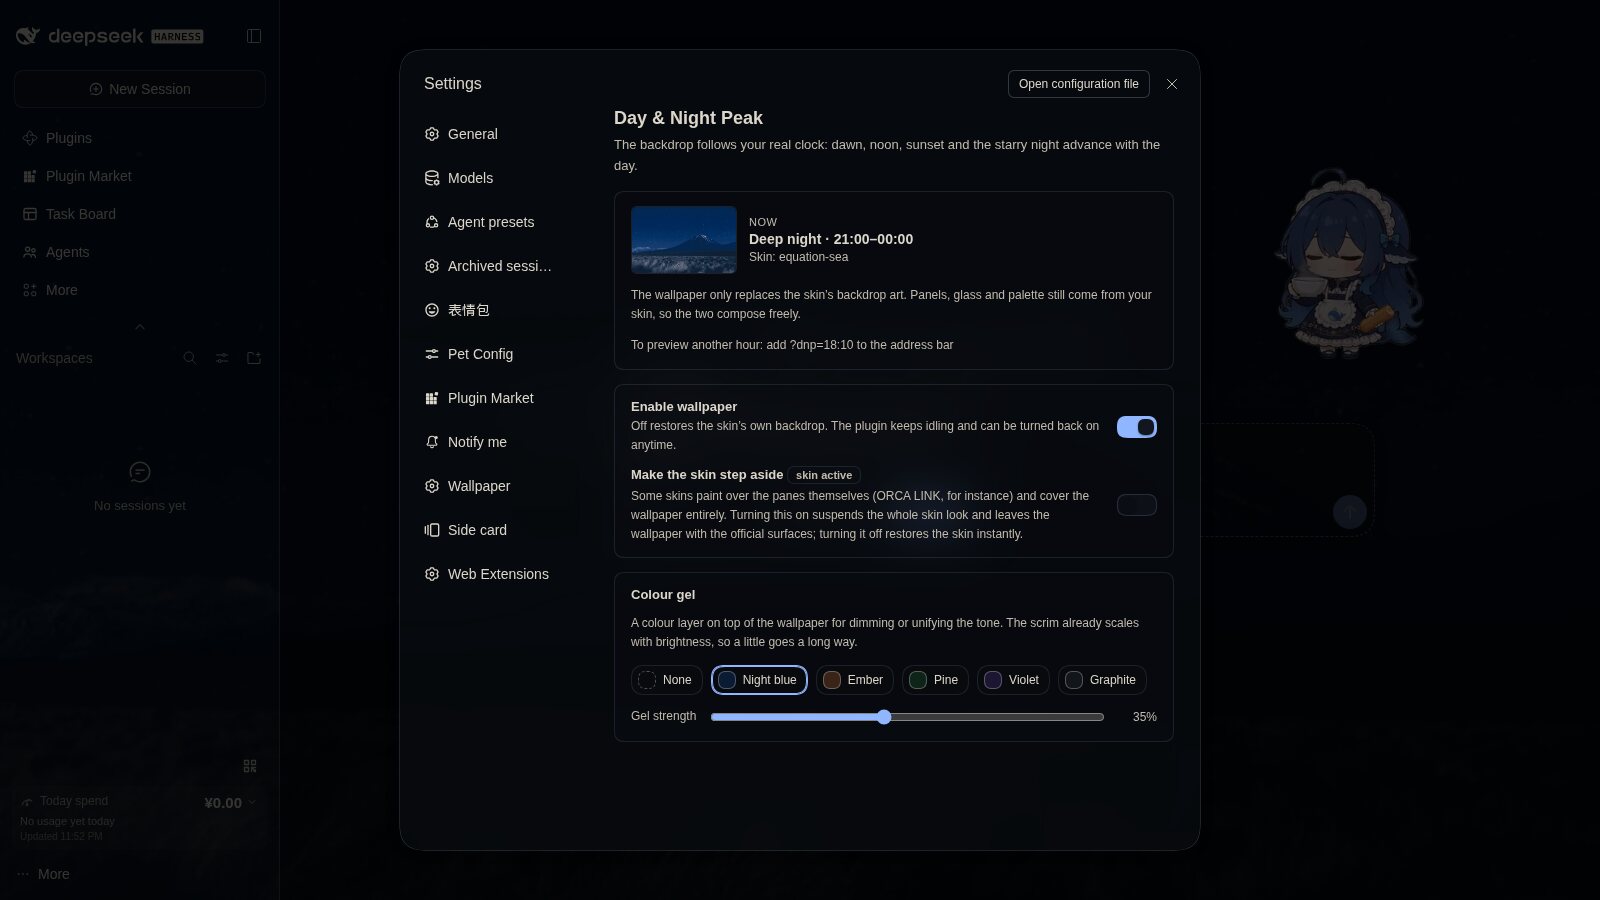 deepseek HARNESS
New Session
Plugins
Plugin Market
Task Board
Agents
More
Workspaces
No sessions yet
Today spend
¥0.00
No usage yet today
Updated 11:52 PM
More
Settings
Open configuration file
General
Models
Agent presets
Archived sessi…
表情包
Pet Config
Plugin Market
Notify me
Wallpaper
Side card
Web Extensions
Day & Night Peak
The backdrop follows your real clock: dawn, noon, sunset and the starry night advance with the
day.
NOW
Deep night · 21:00–00:00
Skin: equation-sea
The wallpaper only replaces the skin’s backdrop art. Panels, glass and palette still come from your
skin, so the two compose freely.
To preview another hour: add ?dnp=18:10 to the address bar
Enable wallpaper
Off restores the skin’s own backdrop. The plugin keeps idling and can be turned back on
anytime.
Make the skin step aside skin active
Some skins paint over the panes themselves (ORCA LINK, for instance) and cover the
wallpaper entirely. Turning this on suspends the whole skin look and leaves the
wallpaper with the official surfaces; turning it off restores the skin instantly.
Colour gel
A colour layer on top of the wallpaper for dimming or unifying the tone. The scrim already scales
with brightness, so a little goes a long way.
None
Night blue
Ember
Pine
Violet
Graphite
Gel strength
35%